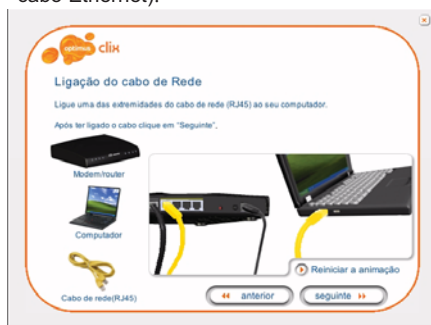 cabo Ethernet).
optimus clix
Ligação do cabo de Rede
Ligue uma das extremidades do cabo de rede (RJ45) ao seu computador.
Após ter ligado o cabo clique em "Seguinte".
Modem/router
Computador
Cabo de rede(RJ45)
Reiniciar a animação
anterior
seguinte